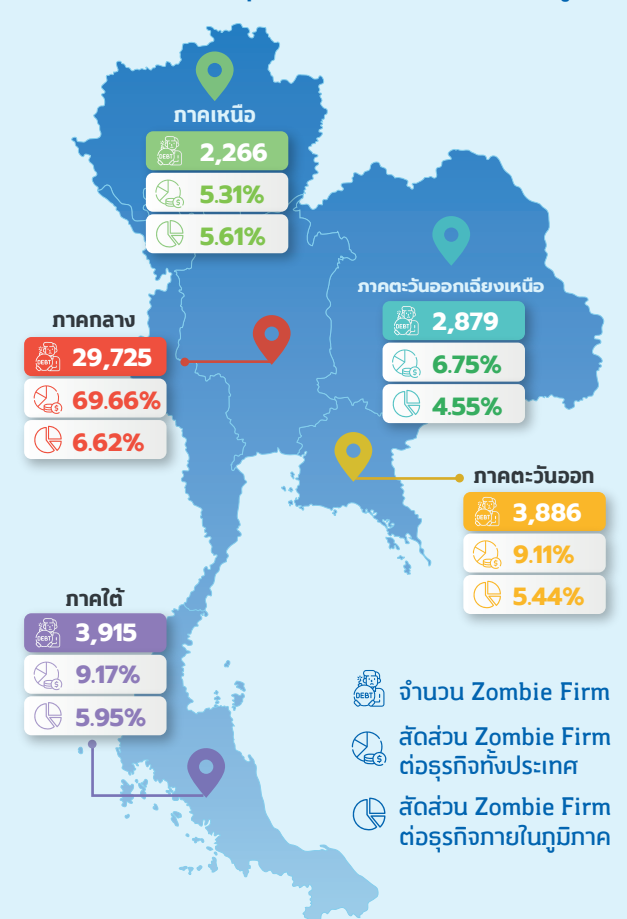 ภาคเหนือ
DEBT 2,266
5.31%
5.61%
ภาคตะวันออกเฉียงเหนือ
DEBT 2,879
6.75%
4.55%
ภาคกลาง
DEBT 29,725
69.66%
6.62%
ภาคตะวันออก
DEBT 3,886
9.11%
5.44%
ภาคใต้
DEBT 3,915
9.17%
5.95%
DEBT จำนวน Zombie Firm
สัดส่วน Zombie Firm
ต่อธุรกิจทั้งประเทศ
สัดส่วน Zombie Firm
ต่อธุรกิจภายในภูมิภาค